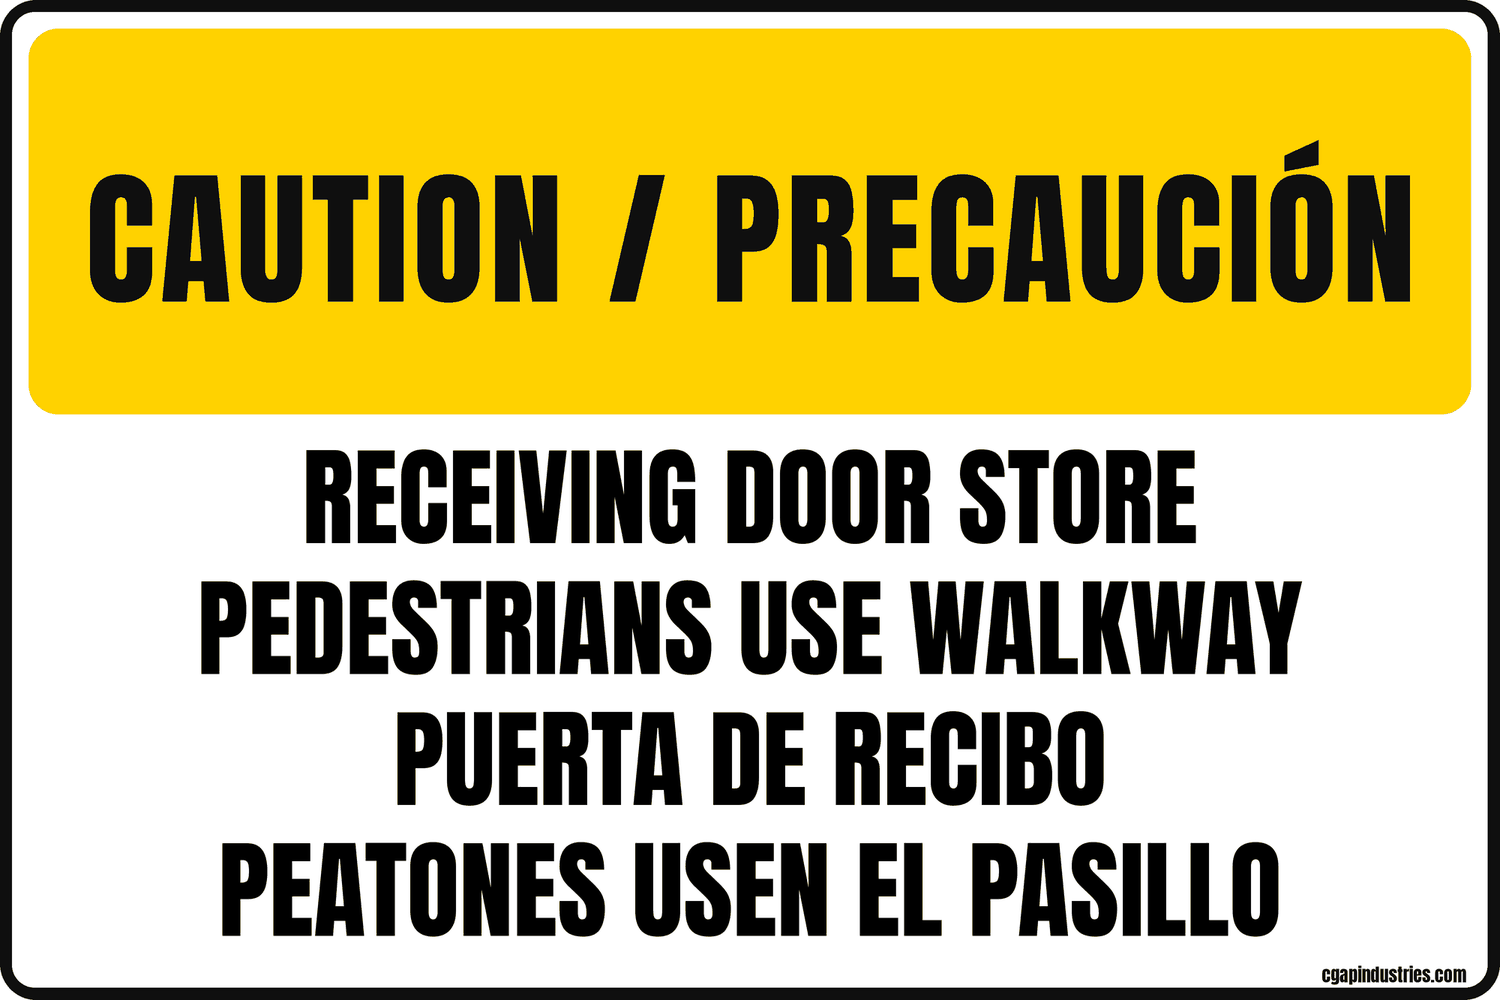 CAUTION / PRECAUCIÓN
RECEIVING DOOR STORE
PEDESTRIANS USE WALKWAY
PUERTA DE RECIBO
PEATONES USEN EL PASILLO
cgapindustries.com